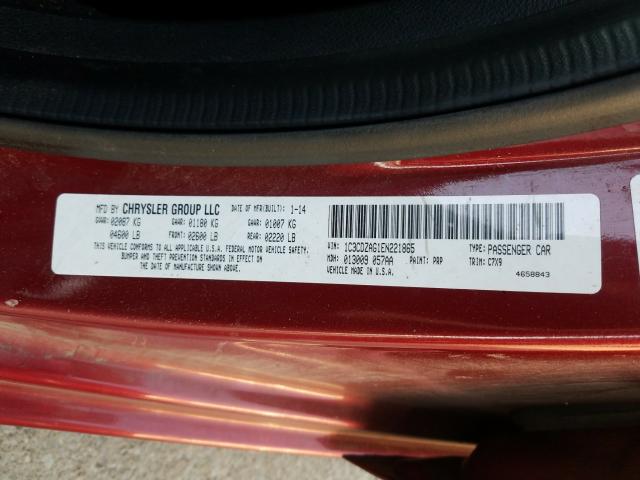 MFD BY CHRYSLER GROUP LLC DATE OF MFR(BUILT): 1-14
GVWR: 02087 KG GAWR: 01180 KG GAWR: 01007 KG
04600 LB FRONT: 02600 LB REAR: 02220 LB
THIS VEHICLE CONFORMS TO ALL APPLICABLE U.S.A. FEDERAL MOTOR VEHICLE SAFETY,
BUMPER AND THEFT PREVENTION STANDARDS IN EFFECT ON
THE DATE OF MANUFACTURE SHOWN ABOVE.
VIN: 1C3CDZAG1EN221865 TYPE: PASSENGER CAR
MDH: 013009 057AA PAINT: PRP TRIM: C7X9
VEHICLE MADE IN U.S.A. 4658843